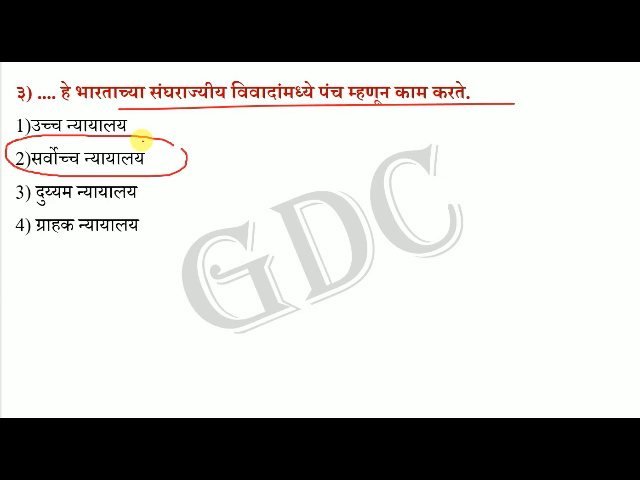 ३) .... हे भारताच्या संघराज्यीय विवादांमध्ये पंच म्हणून काम करते.
1)उच्च न्यायालय
2)सर्वोच्च न्यायालय
3) दुय्यम न्यायालय
4) ग्राहक न्यायालय
GDC